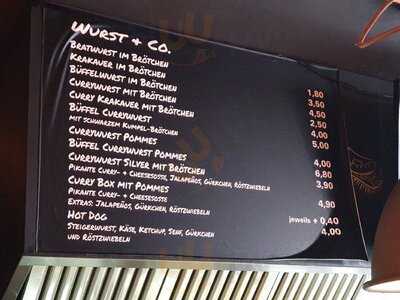 Wurst + Co.
Bratwurst im Brötchen 1,80
Krakauer im Brötchen 3,50
Büffelwurst im Brötchen 4,50
Currywurst mit Brötchen 2,50
Curry Krakauer mit Brötchen 4,00
Büffel Currywurst 5,00
mit schwarzem Kumpel-Brötchen
Currywurst Pommes 4,00
Büffel Currywurst Pommes 6,80
Currywurst Silver mit Brötchen 3,90
Pikante Curry- + Cheesesosse, Jalapeños, Gürkchen, Röstzwiebeln
Curry Box mit Pommes 4,90
Pikante Curry- + Cheesesosse
Extras: Jalapeños, Gürkchen, Röstzwiebeln jeweils + 0,40
Hot Dog 4,00
Steigerwurst, Käse, Ketchup, Senf, Gürkchen
und Röstzwiebeln